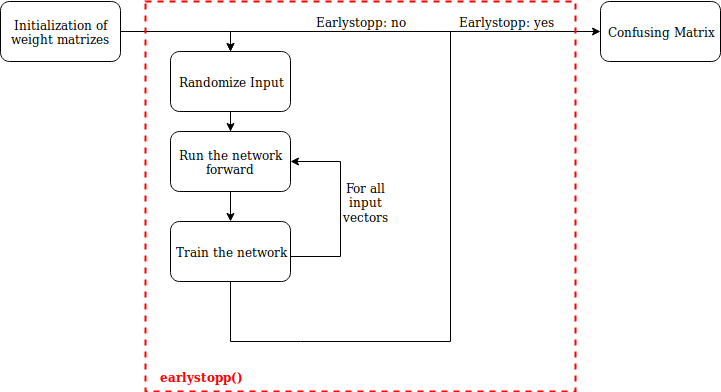 Initialization of
weight matrizes
Earlystopp: no
Earlystopp: yes
Confusing Matrix
Randomize Input
Run the network
forward
For all
input
vectors
Train the network
earlystopp()